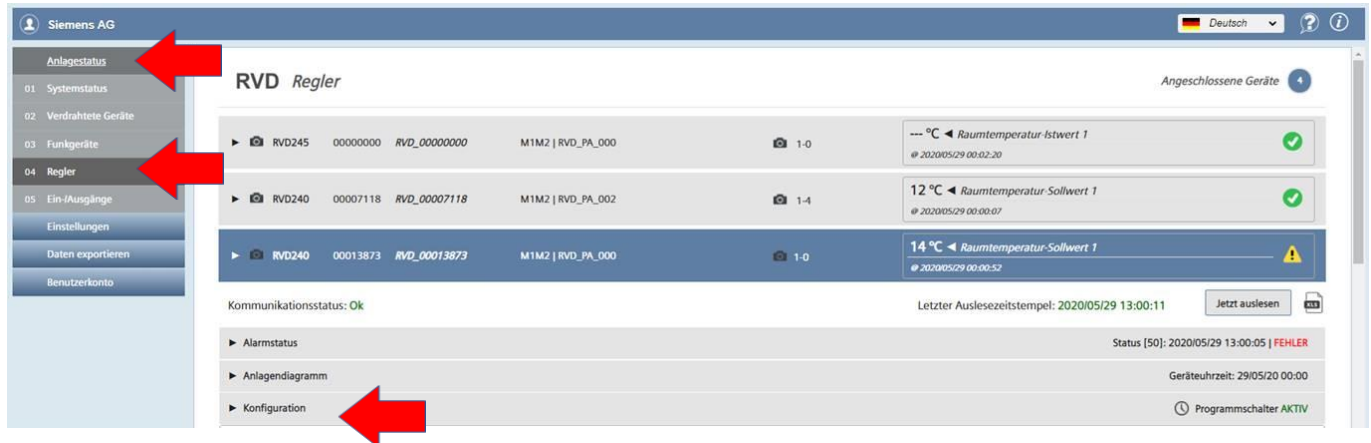 Siemens AG
Deutsch
Anlagestatus
01 Systemstatus
02 Verdrahtete Geräte
03 Funkgeräte
04 Regler
05 Ein-/Ausgänge
Einstellungen
Daten exportieren
Benutzerkonto
RVD Regler
Angeschlossene Geräte 4
RVD245 00000000 RVD_00000000 M1M2 | RVD_PA_000 1-0
--- °C ◄ Raumtemperatur-Istwert 1
@ 2020/05/29 00:02:20
RVD240 00007118 RVD_00007118 M1M2 | RVD_PA_002 1-4
12 °C ◄ Raumtemperatur-Sollwert 1
@ 2020/05/29 00:00:07
RVD240 00013873 RVD_00013873 M1M2 | RVD_PA_000 1-0
14 °C ◄ Raumtemperatur-Sollwert 1
@ 2020/05/29 00:00:52
Kommunikationsstatus: Ok
Letzter Auslesezeitstempel: 2020/05/29 13:00:11
Jetzt auslesen
XLS
► Alarmstatus
Status [50]: 2020/05/29 13:00:05 | FEHLER
► Anlagendiagramm
Geräteuhrzeit: 29/05/20 00:00
► Konfiguration
Programmschalter AKTIV